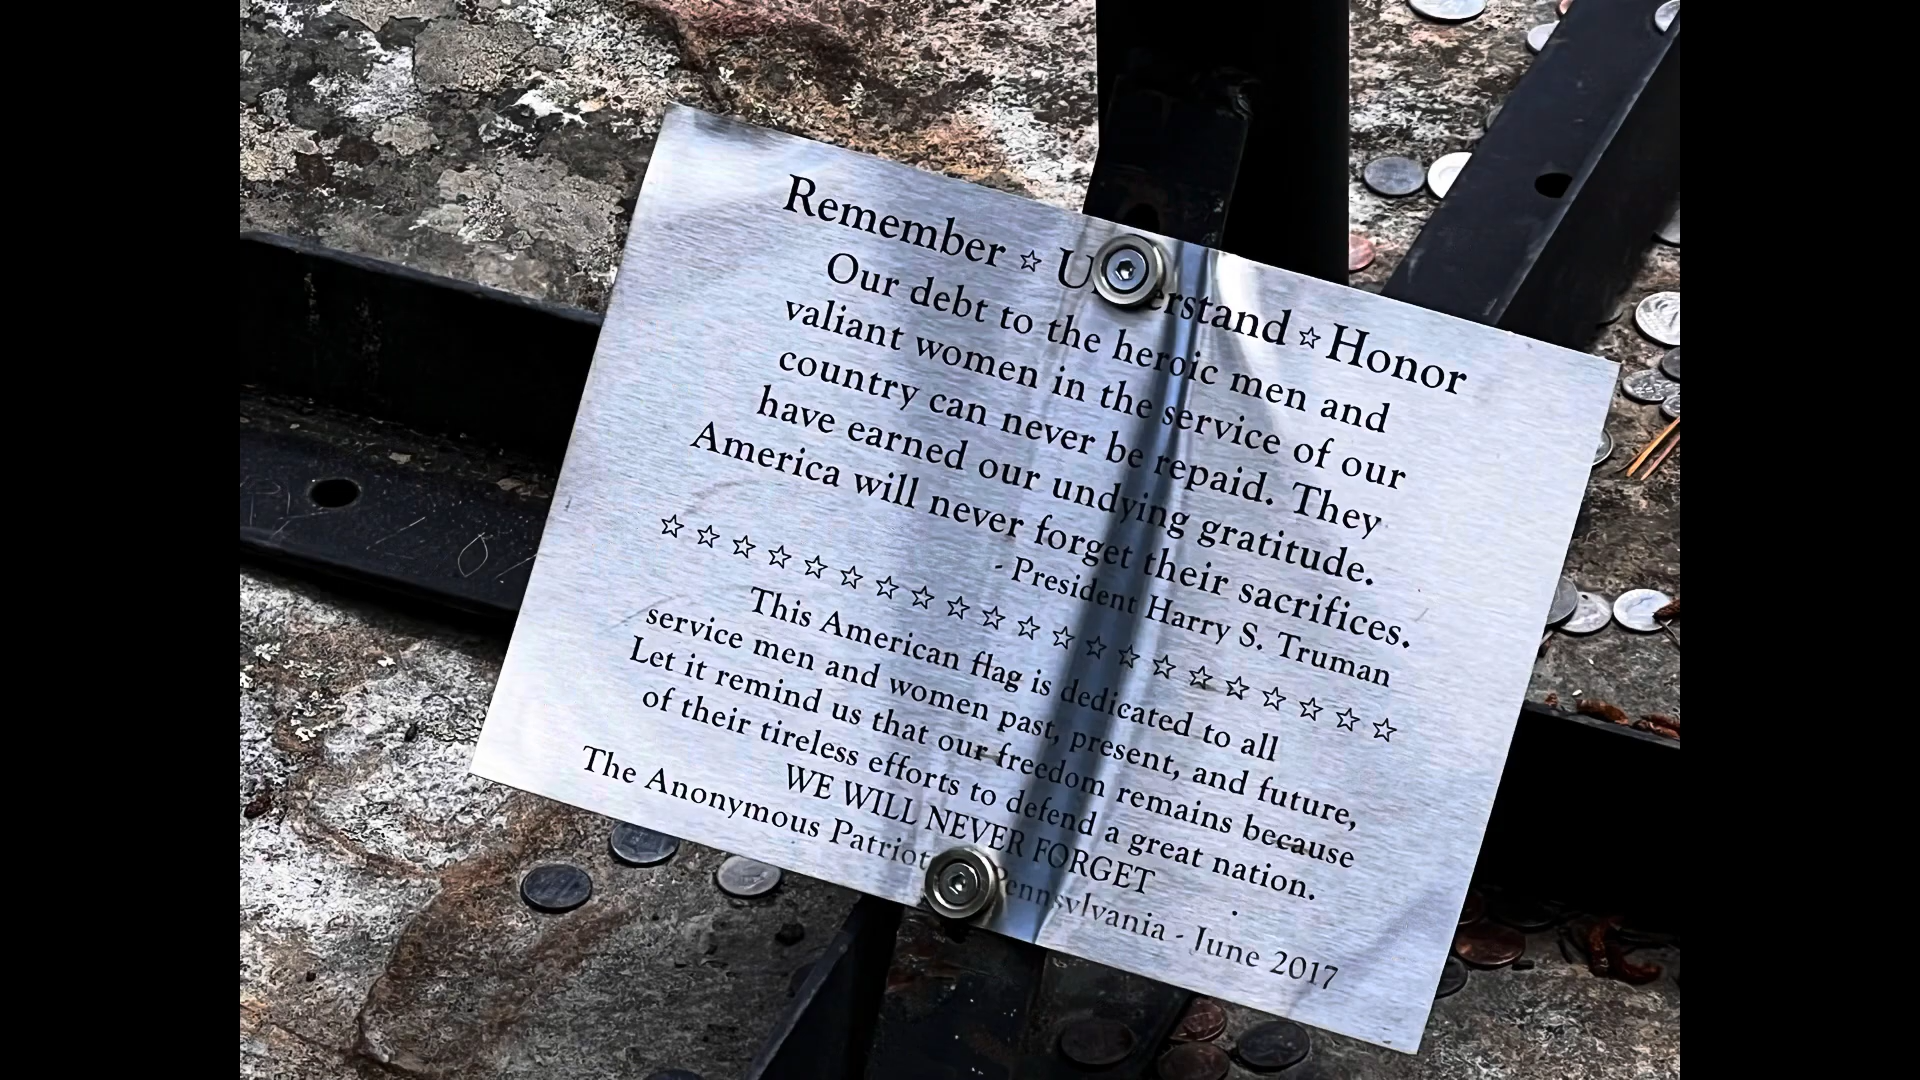 Remember ☆ Understand ☆ Honor
Our debt to the heroic men and
valiant women in the service of our
country can never be repaid. They
have earned our undying gratitude.
America will never forget their sacrifices.
- President Harry S. Truman
☆☆☆☆☆☆☆☆☆☆☆☆☆☆☆☆☆☆☆☆☆
This American flag is dedicated to all
service men and women past, present, and future,
Let it remind us that our freedom remains because
of their tireless efforts to defend a great nation.
WE WILL NEVER FORGET
The Anonymous Patriot Pennsylvania - June 2017